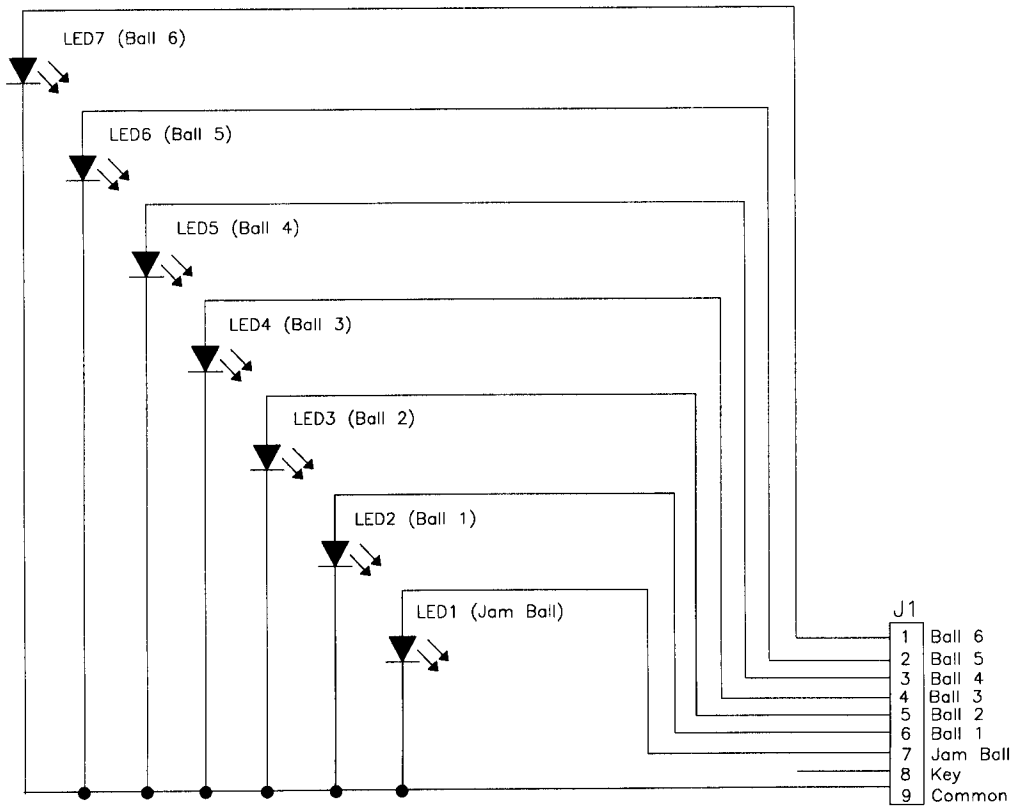 LED7 (Ball 6)
LED6 (Ball 5)
LED5 (Ball 4)
LED4 (Ball 3)
LED3 (Ball 2)
LED2 (Ball 1)
LED1 (Jam Ball)
J1
1 Ball 6
2 Ball 5
3 Ball 4
4 Ball 3
5 Ball 2
6 Ball 1
7 Jam Ball
8 Key
9 Common